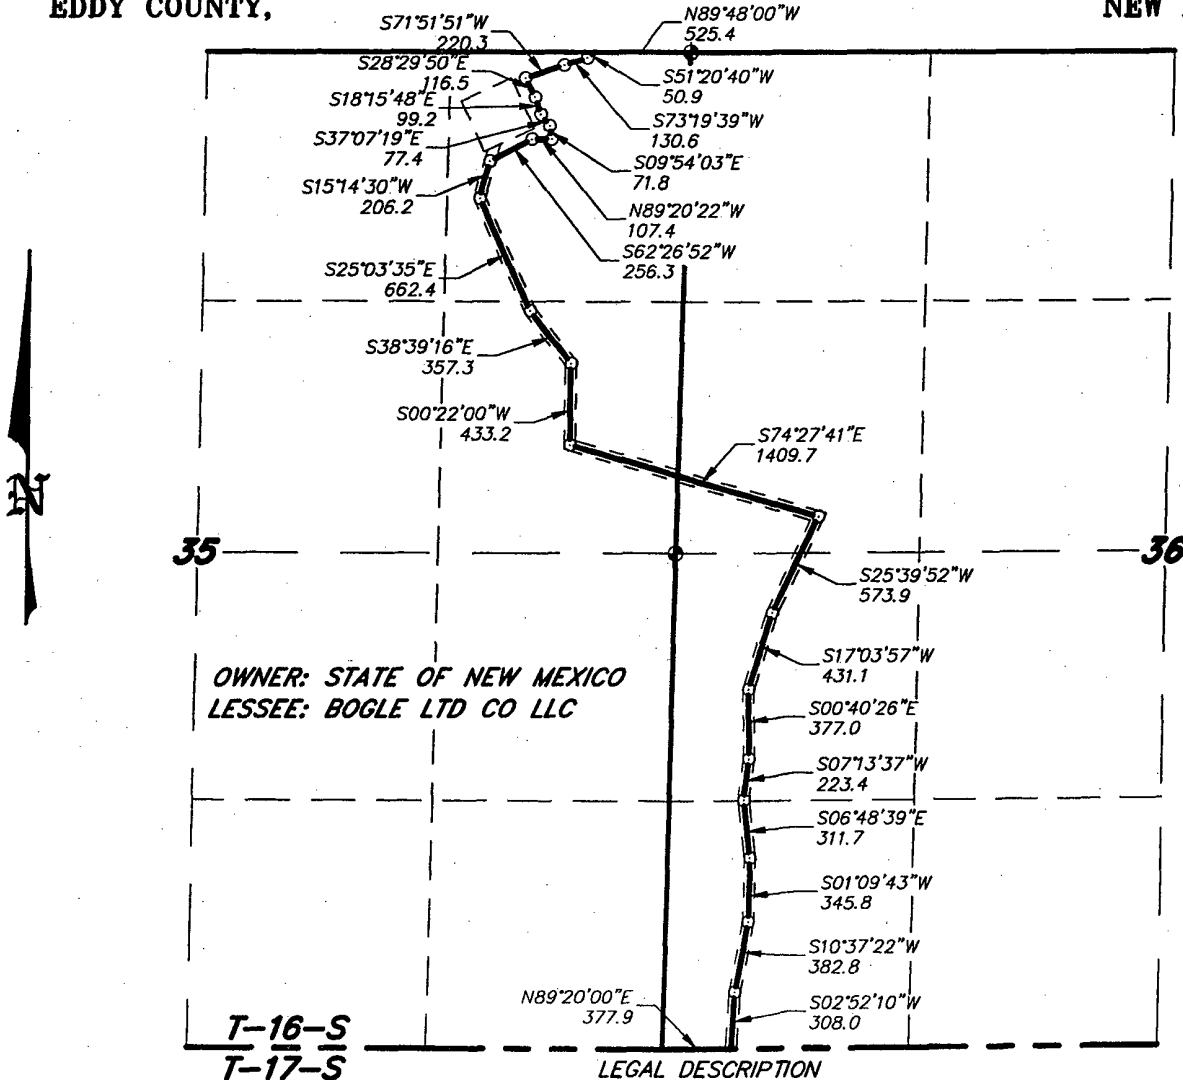 EDDY COUNTY,
NEW
S71°51'51"W
220.3
N89°48'00"W
525.4
S28°29'50"E
116.5
S51°20'40"W
50.9
S18°15'48"E
99.2
S73°19'39"W
130.6
S37°07'19"E
77.4
S09°54'03"E
71.8
S15°14'30"W
206.2
N89°20'22"W
107.4
S62°26'52"W
256.3
S25°03'35"E
662.4
S38°39'16"E
357.3
S00°22'00"W
433.2
S74°27'41"E
1409.7
N
35
36
S25°39'52"W
573.9
OWNER: STATE OF NEW MEXICO
LESSEE: BOGLE LTD CO LLC
S17°03'57"W
431.1
S00°40'26"E
377.0
S07°13'37"W
223.4
S06°48'39"E
311.7
S01°09'43"W
345.8
S10°37'22"W
382.8
N89°20'00"E
377.9
S02°52'10"W
308.0
T-16-S
T-17-S
LEGAL DESCRIPTION